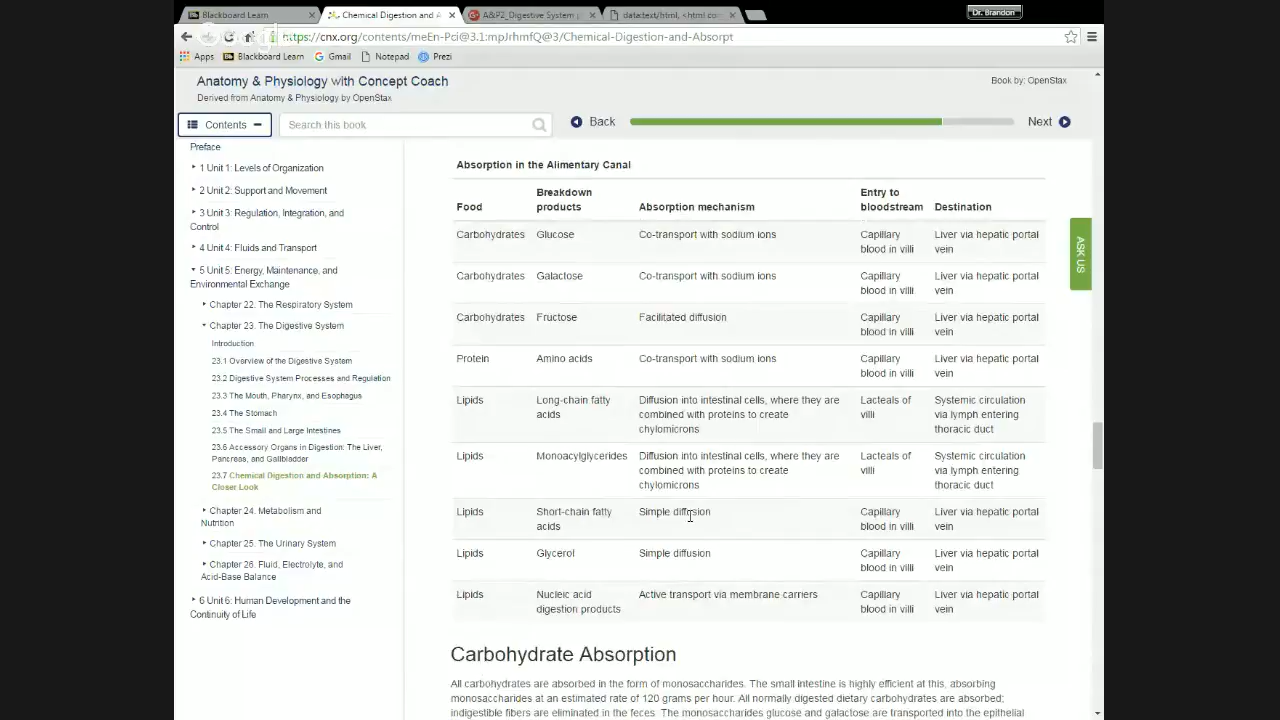 Blackboard Learn
Chemical Digestion and A
A&P2_Digestive System
data:text/html, <html.con
Dr. Brandon
https://cnx.org/contents/meEn-Pci@3.1:mpJrhmfQ@3/Chemical-Digestion-and-Absorpt
Apps Blackboard Learn Gmail Notepad Prezi
Anatomy & Physiology with Concept Coach
Book by: OpenStax
Derived from Anatomy & Physiology by OpenStax
Contents
Search this book
Back
Next
Preface
1 Unit 1: Levels of Organization
2 Unit 2: Support and Movement
3 Unit 3: Regulation, Integration, and
Control
4 Unit 4: Fluids and Transport
5 Unit 5: Energy, Maintenance, and
Environmental Exchange
Chapter 22. The Respiratory System
Chapter 23. The Digestive System
Introduction
23.1 Overview of the Digestive System
23.2 Digestive System Processes and Regulation
23.3 The Mouth, Pharynx, and Esophagus
23.4 The Stomach
23.5 The Small and Large Intestines
23.6 Accessory Organs in Digestion: The Liver,
Pancreas, and Gallbladder
23.7 Chemical Digestion and Absorption: A
Closer Look
Chapter 24. Metabolism and
Nutrition
Chapter 25. The Urinary System
Chapter 26. Fluid, Electrolyte, and
Acid-Base Balance
6 Unit 6: Human Development and the
Continuity of Life
Absorption in the Alimentary Canal
Breakdown Entry to
Food products Absorption mechanism bloodstream Destination
Carbohydrates Glucose Co-transport with sodium ions Capillary Liver via hepatic portal
blood in villi vein
Carbohydrates Galactose Co-transport with sodium ions Capillary Liver via hepatic portal
blood in villi vein
Carbohydrates Fructose Facilitated diffusion Capillary Liver via hepatic portal
blood in villi vein
Protein Amino acids Co-transport with sodium ions Capillary Liver via hepatic portal
blood in villi vein
Lipids Long-chain fatty Diffusion into intestinal cells, where they are Lacteals of Systemic circulation
acids combined with proteins to create villi via lymph entering
chylomicrons thoracic duct
Lipids Monoacylglycerides Diffusion into intestinal cells, where they are Lacteals of Systemic circulation
combined with proteins to create villi via lymph entering
chylomicrons thoracic duct
Lipids Short-chain fatty Simple diffusion Capillary Liver via hepatic portal
acids blood in villi vein
Lipids Glycerol Simple diffusion Capillary Liver via hepatic portal
blood in villi vein
Lipids Nucleic acid Active transport via membrane carriers Capillary Liver via hepatic portal
digestion products blood in villi vein
ASK US
Carbohydrate Absorption
All carbohydrates are absorbed in the form of monosaccharides. The small intestine is highly efficient at this, absorbing
monosaccharides at an estimated rate of 120 grams per hour. All normally digested dietary carbohydrates are absorbed;
indigestible fibers are eliminated in the feces. The monosaccharides glucose and galactose are transported into the epithelial